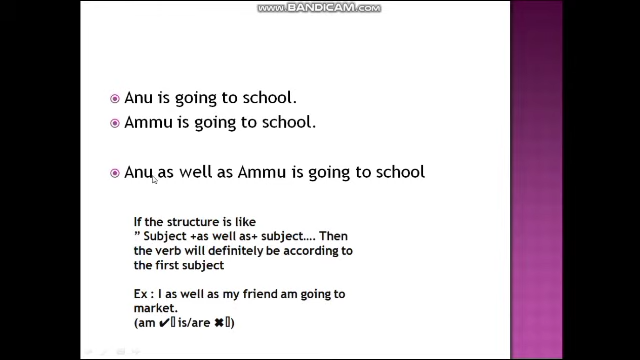 www.BANDICAM.com
Anu is going to school.
Ammu is going to school.
Anu as well as Ammu is going to school
If the structure is like
” Subject +as well as+ subject.... Then
the verb will definitely be according to
the first subject
Ex : I as well as my friend am going to
market.
(am ✔▯ is/are ✖▯)